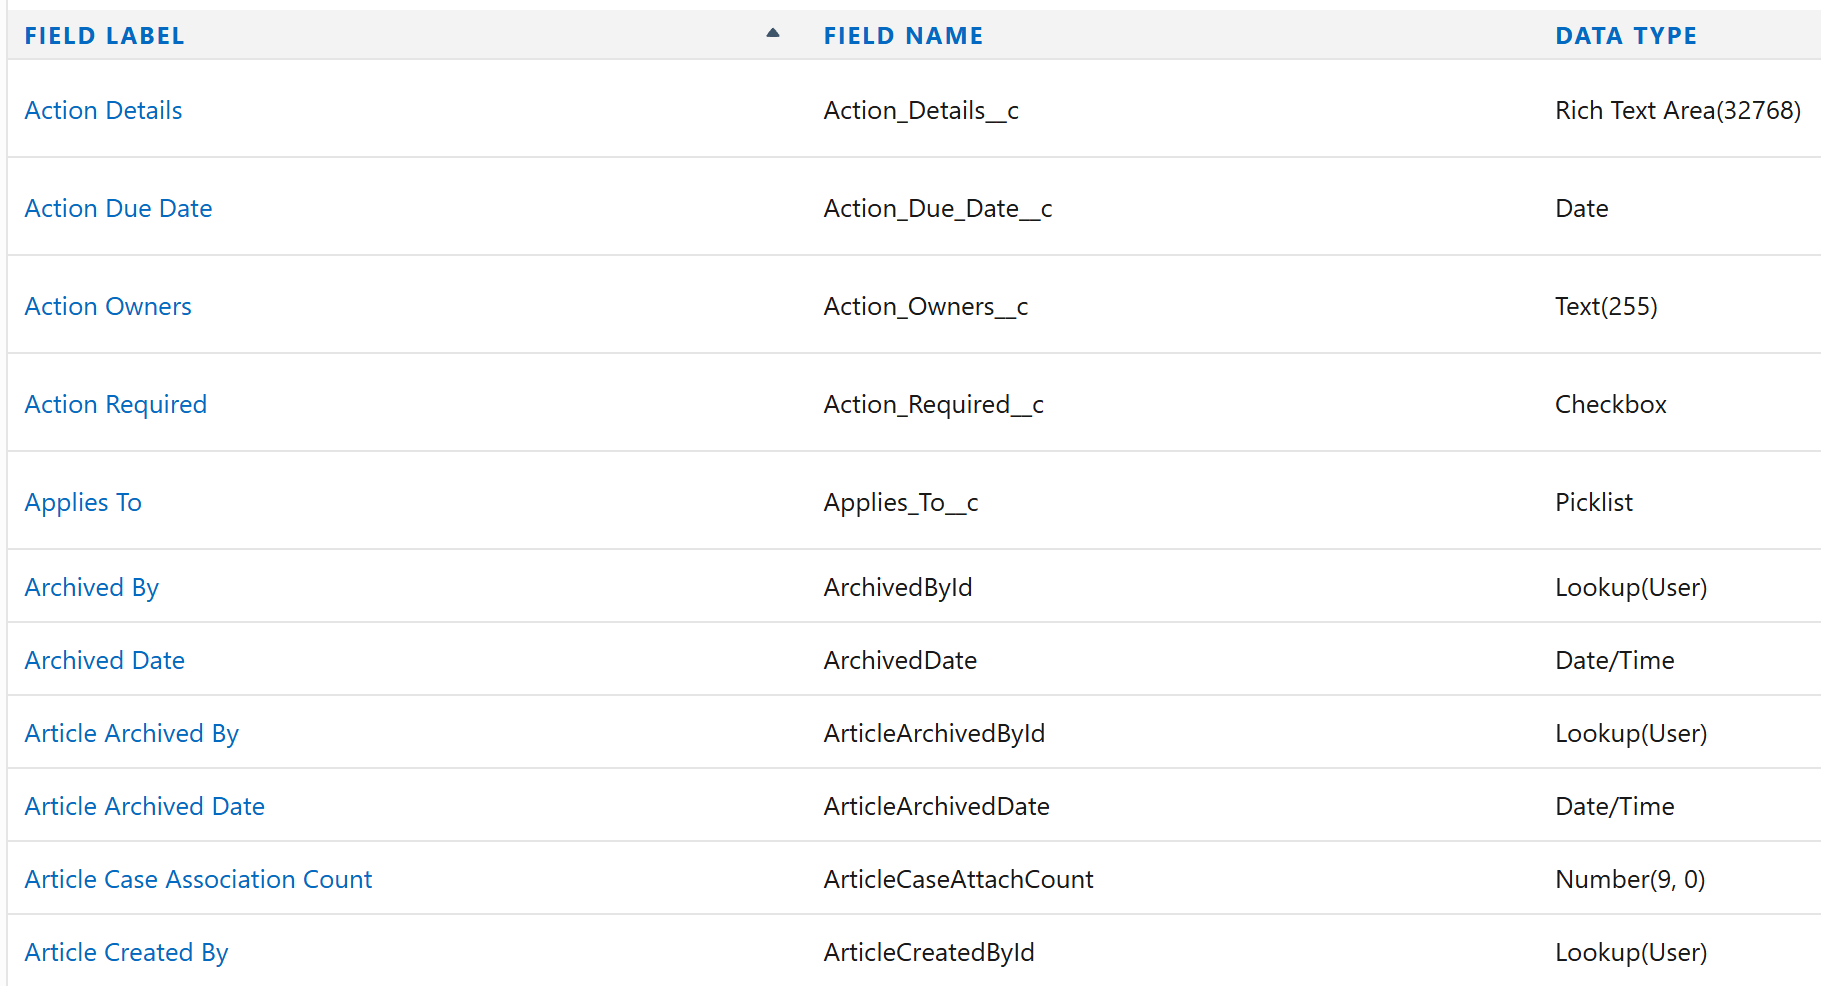 FIELD LABEL FIELD NAME DATA TYPE
Action Details Action_Details__c Rich Text Area(32768)
Action Due Date Action_Due_Date__c Date
Action Owners Action_Owners__c Text(255)
Action Required Action_Required__c Checkbox
Applies To Applies_To__c Picklist
Archived By ArchivedById Lookup(User)
Archived Date ArchivedDate Date/Time
Article Archived By ArticleArchivedById Lookup(User)
Article Archived Date ArticleArchivedDate Date/Time
Article Case Association Count ArticleCaseAttachCount Number(9, 0)
Article Created By ArticleCreatedById Lookup(User)